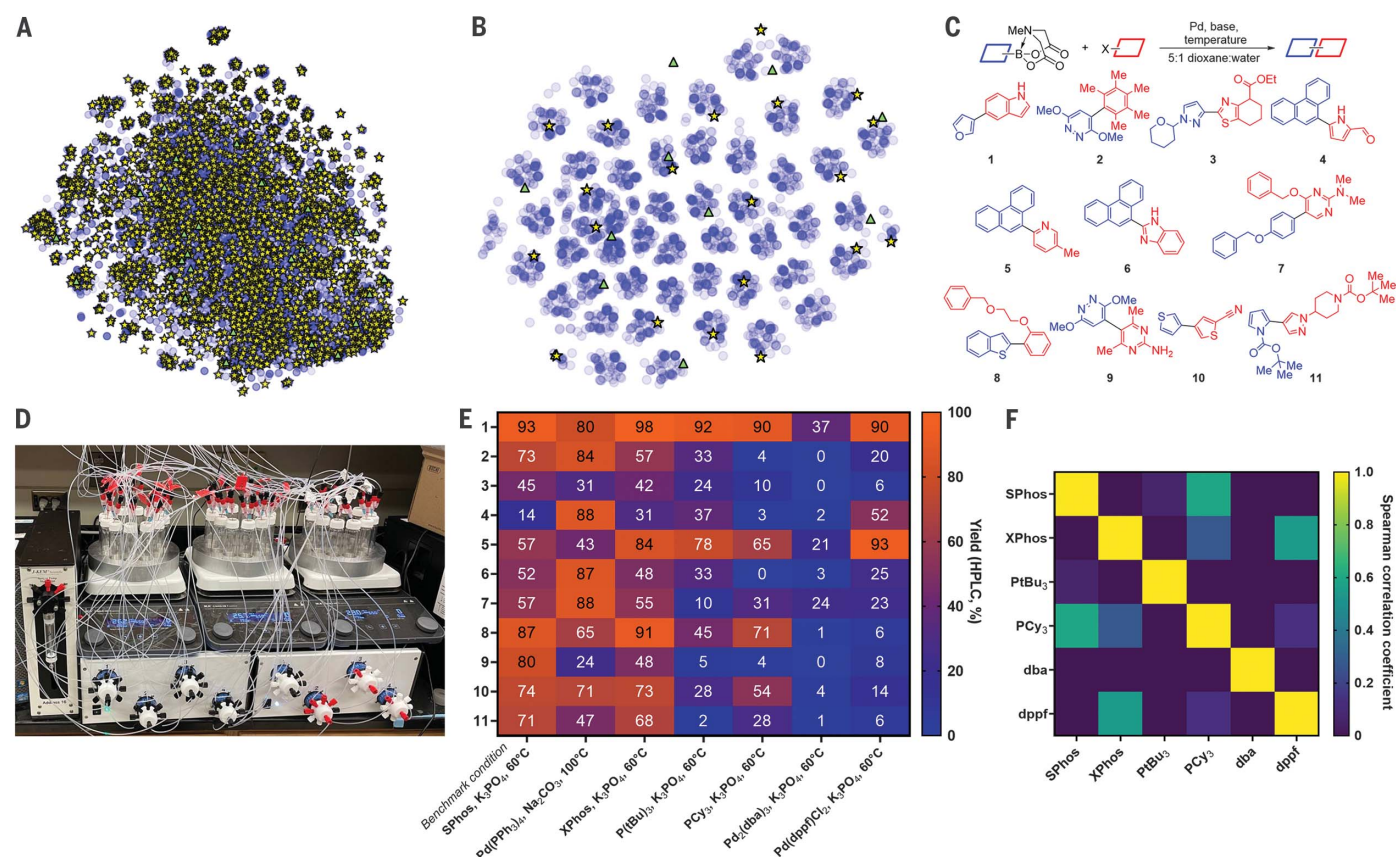 A
B
C
MeN
B
O
O
O
O
+
X
Pd, base,
temperature
5:1 dioxane:water
H
N
O
1
Me
Me
Me
MeO
Me
N
N
OMe
Me
2
OEt
O
N
N
N
S
O
3
H
N
O
4
N
Me
5
H
N
N
6
O
N
Me
N
Me
N
O
7
O
O
S
8
N
OMe
N
Me
MeO
N
Me
N
NH2
9
S
S
N
10
O
Me
O
Me
Me
N
N
N
N
O
O
Me
Me
Me
11
D
E
1 93 80 98 92 90 37 90
2 73 84 57 33 4 0 20
3 45 31 42 24 10 0 6
4 14 88 31 37 3 2 52
5 57 43 84 78 65 21 93
6 52 87 48 33 0 3 25
7 57 88 55 10 31 24 23
8 87 65 91 45 71 1 6
9 80 24 48 5 4 0 8
10 74 71 73 28 54 4 14
11 71 47 68 2 28 1 6
Benchmark condition
SPhos, K3PO4, 60°C
Pd(PPh3)4, Na2CO3, 100°C
XPhos, K3PO4, 60°C
P(tBu)3, K3PO4, 60°C
PCy3, K3PO4, 60°C
Pd2(dba)3, K3PO4, 60°C
Pd(dppf)Cl2, K3PO4, 60°C
100
80
60
40
20
0
Yield (HPLC, %)
F
SPhos
XPhos
PtBu3
PCy3
dba
dppf
SPhos
XPhos
PtBu3
PCy3
dba
dppf
1.0
0.8
0.6
0.4
0.2
0
Spearman correlation
coefficient